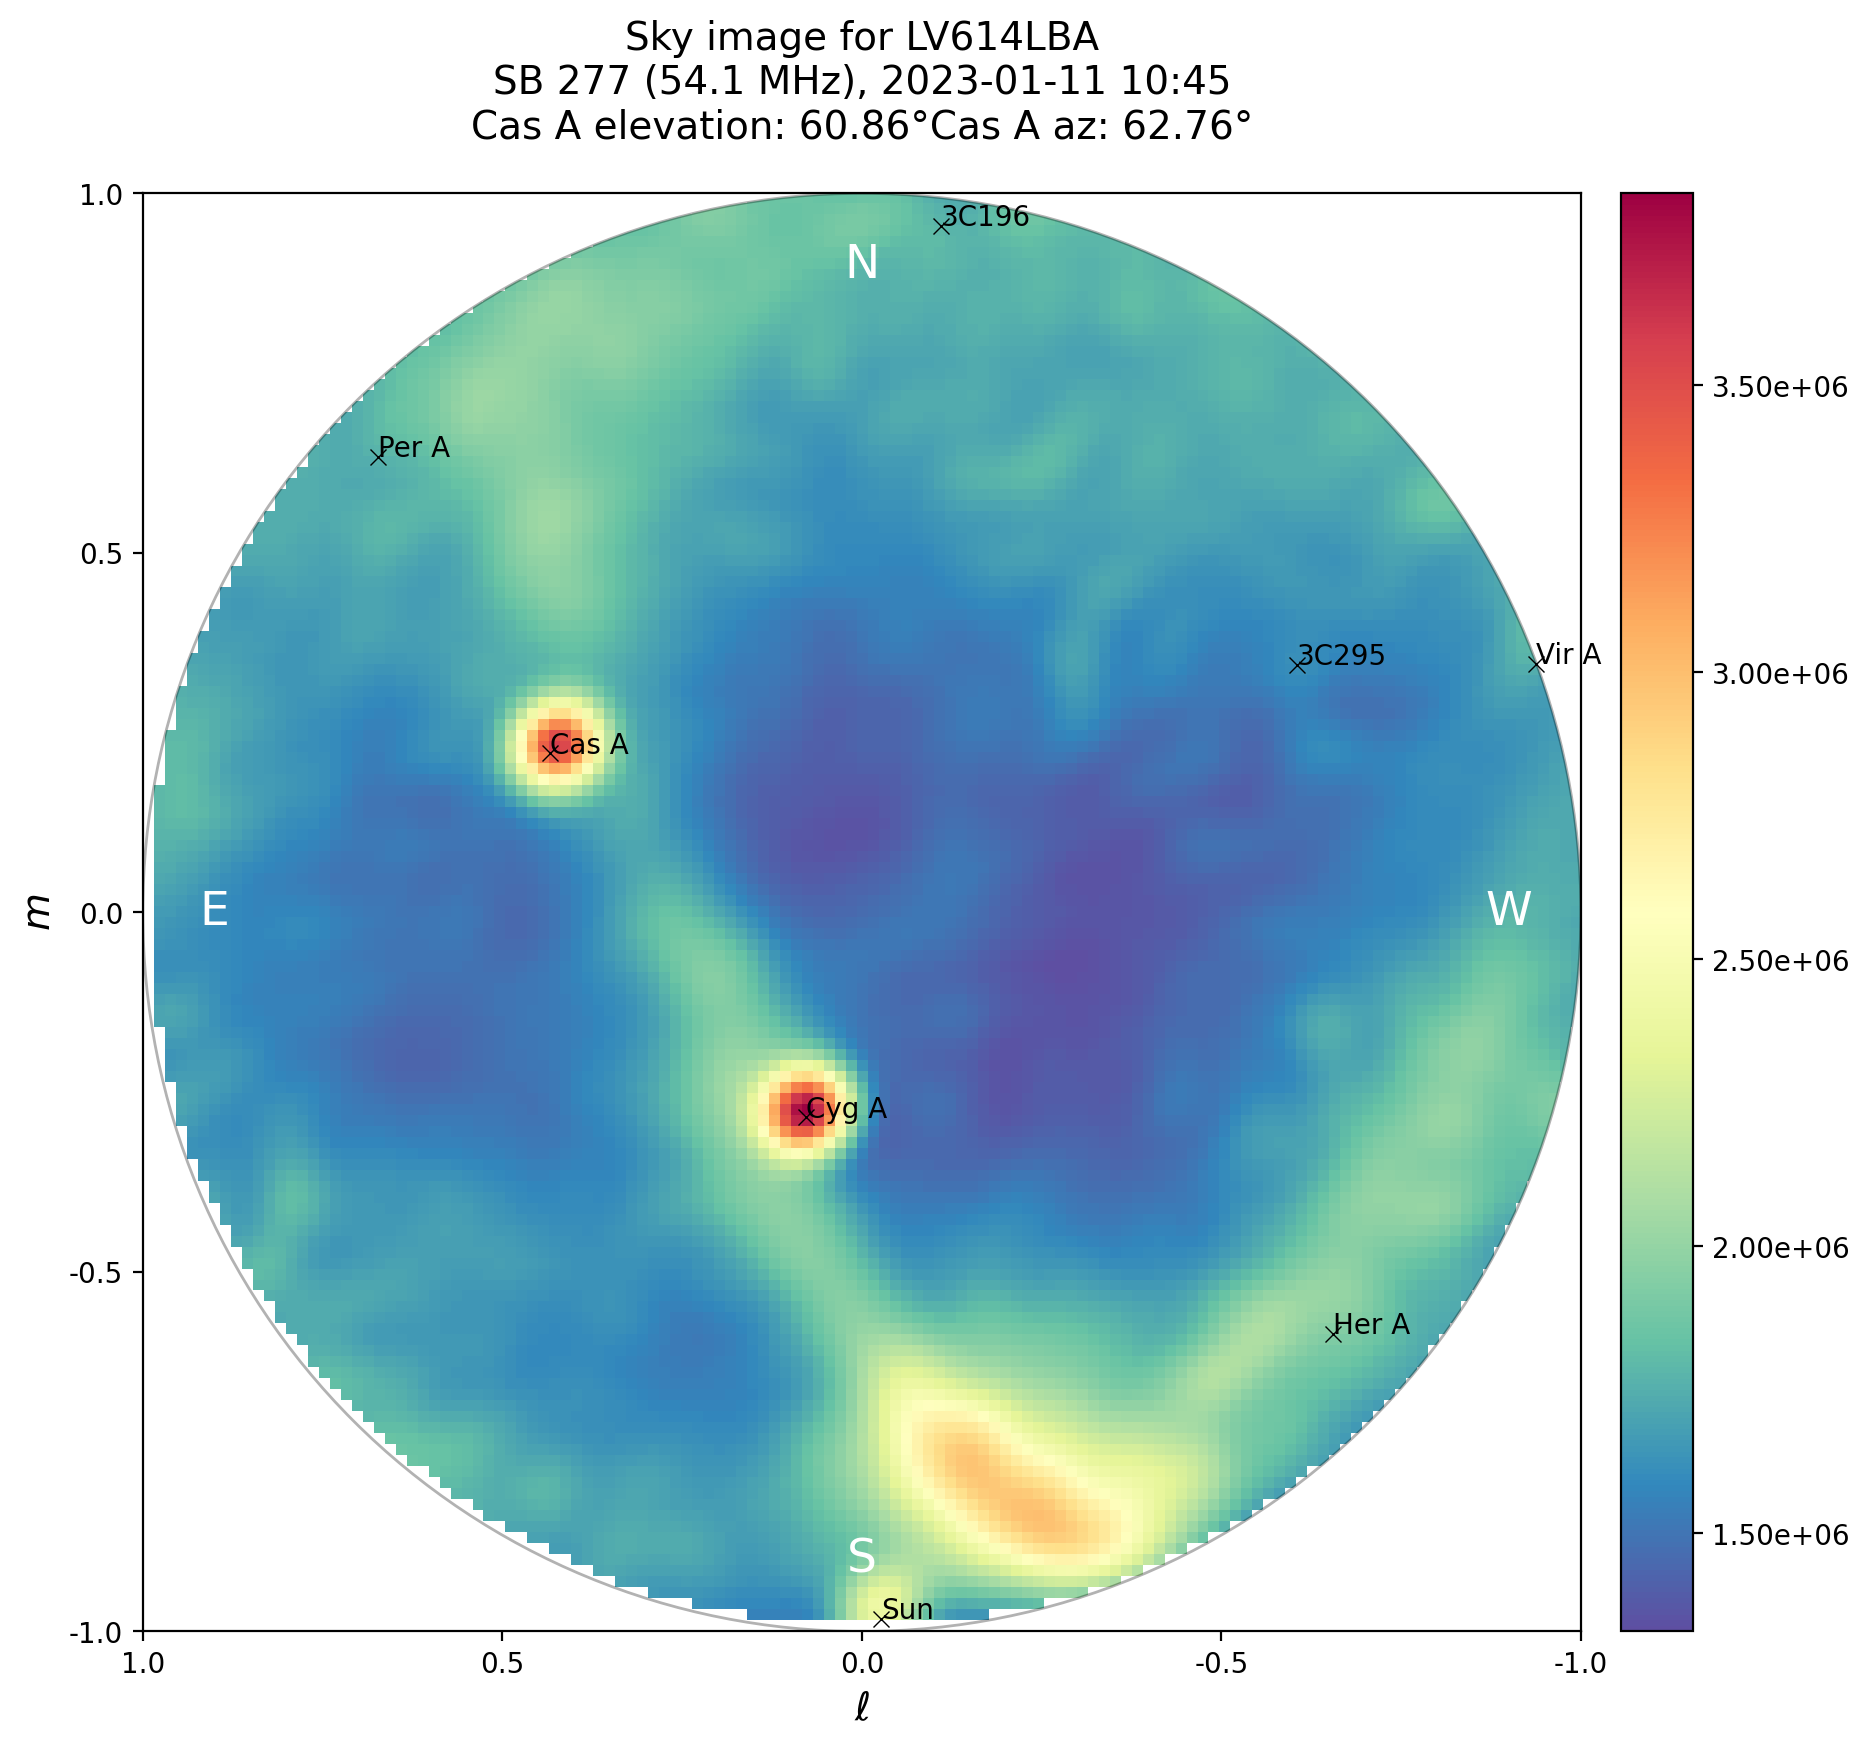 Sky image for LV614LBA
SB 277 (54.1 MHz), 2023-01-11 10:45
Cas A elevation: 60.86°Cas A az: 62.76°
1.0
3C196
N
3.50e+06
Per A
0.5
Vir A
3C295
3.00e+06
Cas A
m
0.0
E
W
2.50e+06
Cyg A
2.00e+06
-0.5
Her A
1.50e+06
S
Sun
-1.0
1.0
0.5
0.0
-0.5
-1.0
ℓ